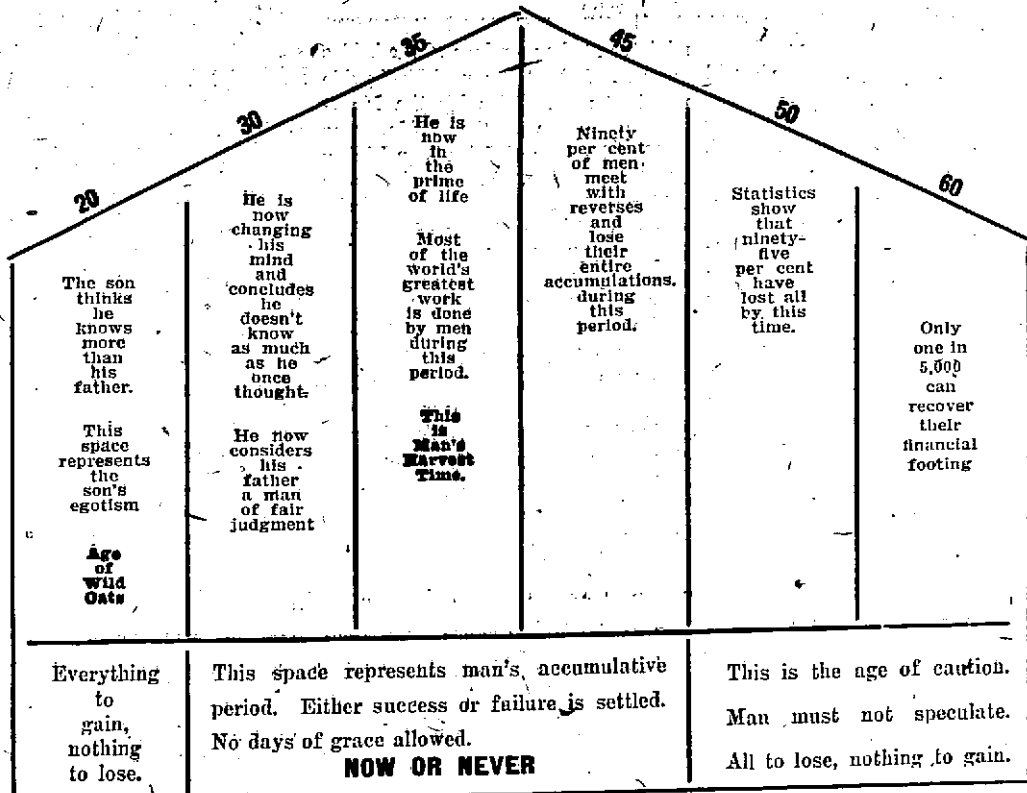 20
30
35
45
50
60
The son
thinks
he
knows
more
than
his
father.
This
space
represents
the
son's
egotism
Age
of
Wild
Oats
He is
now
changing
his
mind
and
concludes
he
doesn't
know
as much
as he
once
thought.
He now
considers
his
father
a man
of fair
judgment
He is
now
in
the
prime
of life
Most
of the
world's
greatest
work
is done
by men
during
this
period.
This
is
Man's
Harvest
Time.
Ninety
per cent
of men
meet
with
reverses
and
lose
their
entire
accumulations.
during
this
period.
Statistics
show
that
ninety-
five
per cent
have
lost all
by this
time.
Only
one in
5,000
can
recover
their
financial
footing
Everything
to
gain,
nothing
to lose.
This space represents man's, accumulative
period. Either success or failure is settled.
No days of grace allowed.
NOW OR NEVER
This is the age of caution.
Man must not speculate.
All to lose, nothing to gain.